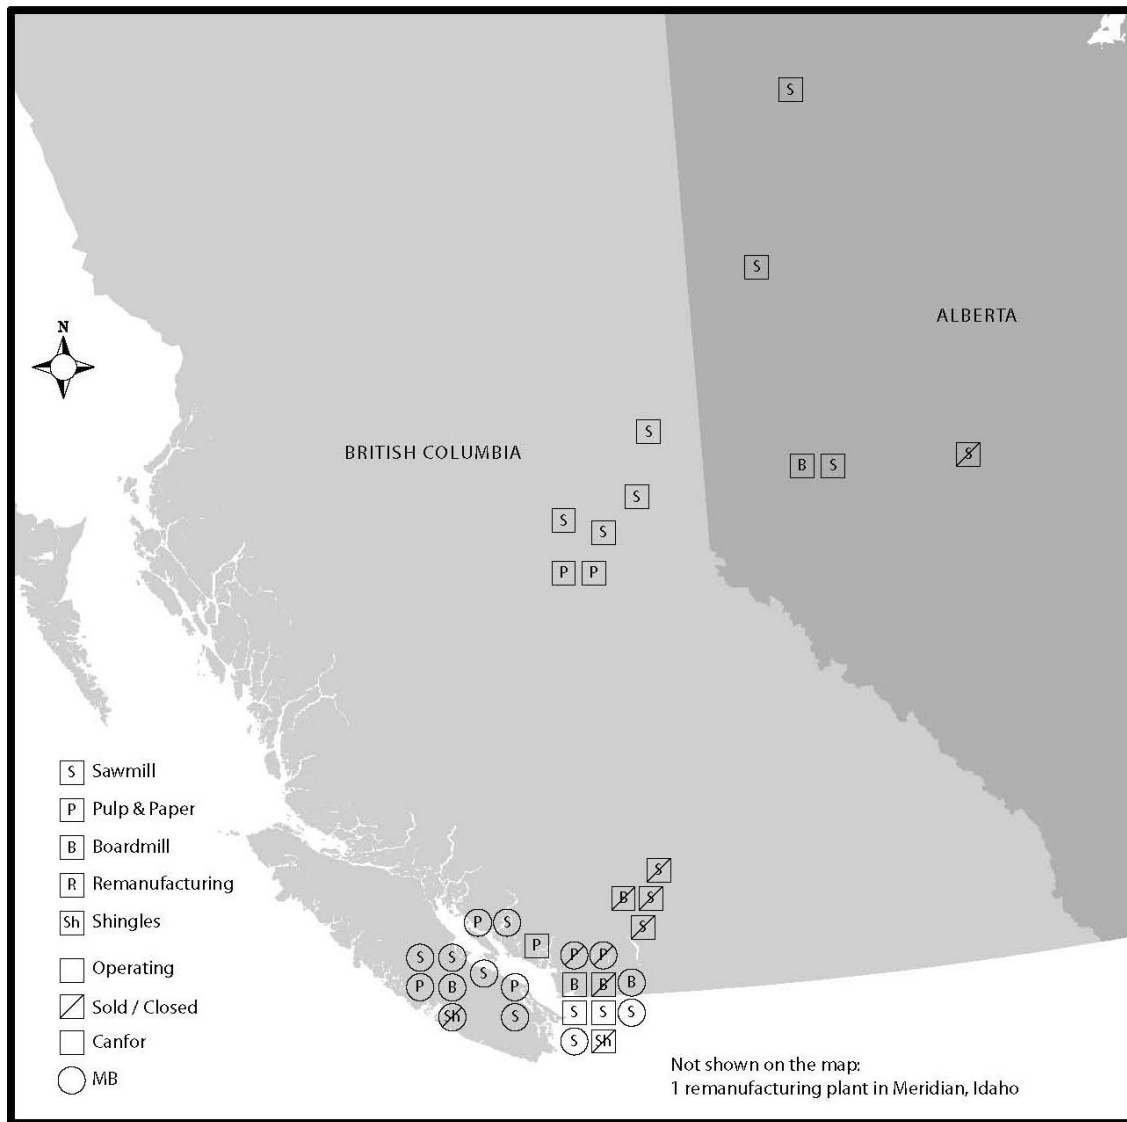 S
S
ALBERTA
N
S
BRITISH COLUMBIA
S
B S
S
S
S
P P
S Sawmill
P Pulp & Paper
B Boardmill
R Remanufacturing
Sh Shingles
Operating
Sold / Closed
Canfor
MB
S
B S
S
P S
P
P P
S S
S
B B B
P B
P
S S S
Sh
S
S Sh
Not shown on the map:
1 remanufacturing plant in Meridian, Idaho